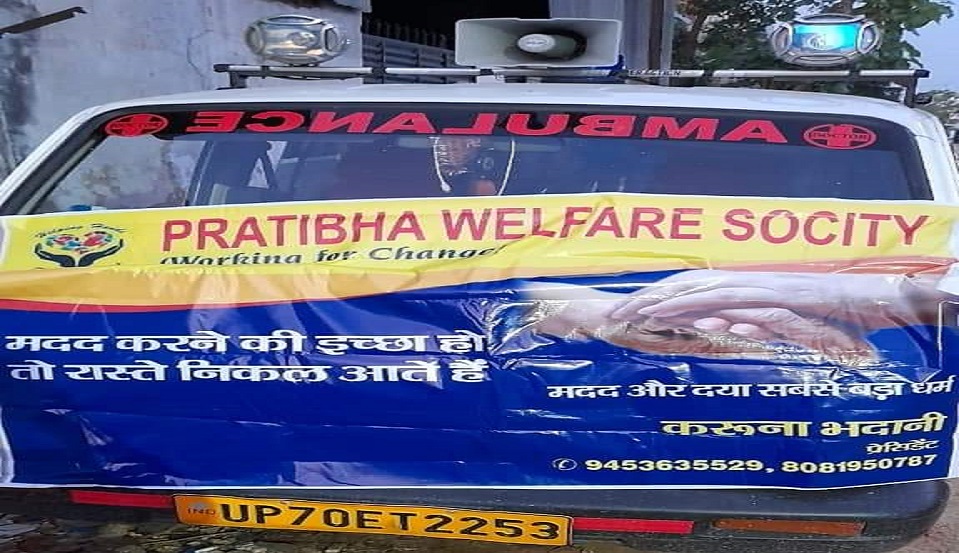 AMBULANCE
DOCTOR
PRATIBHA WELFARE SOCITY
(Working for Change
मदद करने की इच्छा हो
तो रास्ते निकल आतें हैं
मदद और दया सबसे बड़ा धर्म
करूना भदानी
प्रेसिडेंट
9453635529, 8081950787
IND UP70ET2253